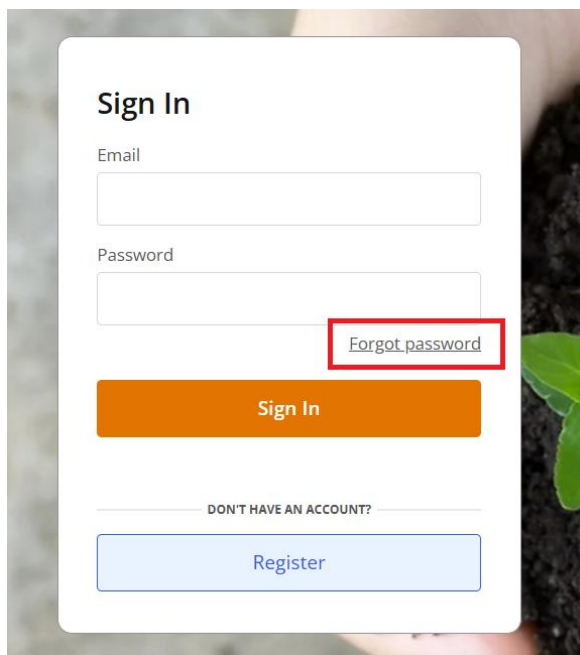 Sign In
Email
Password
Forgot password
Sign In
DON'T HAVE AN ACCOUNT?
Register